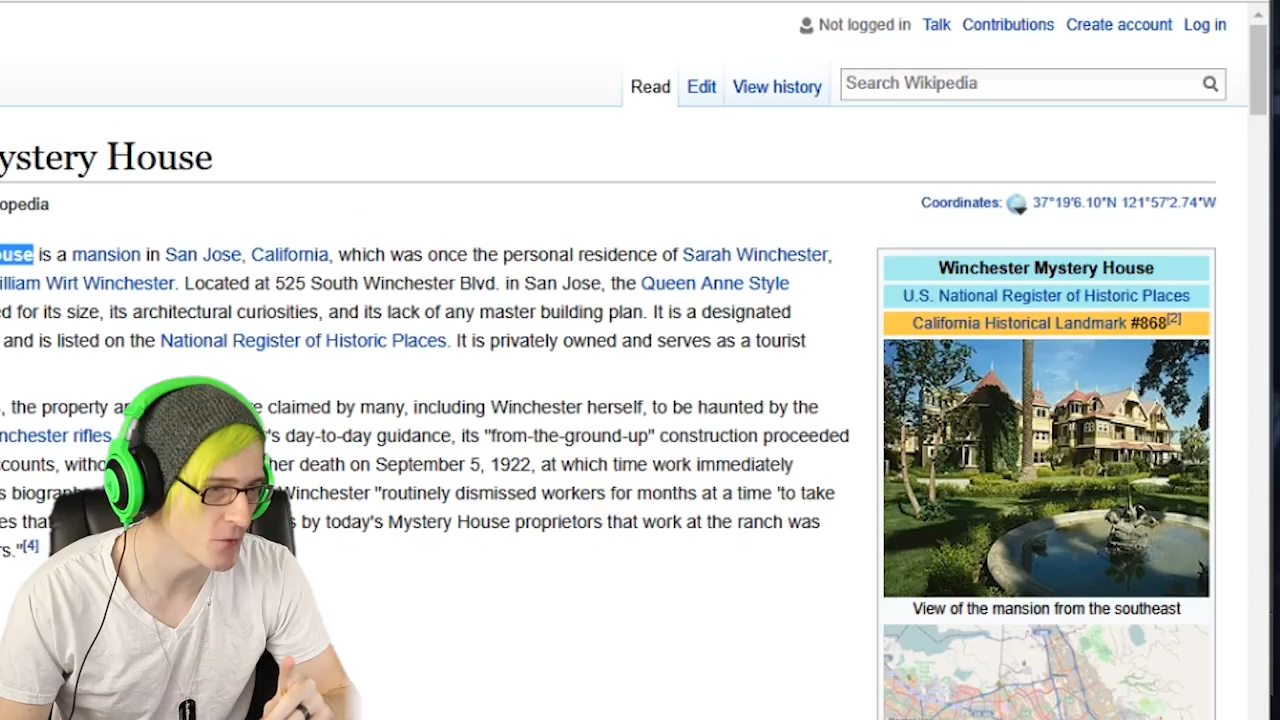 Not logged in Talk Contributions Create account Log in
Read Edit View history Search Wikipedia
ystery House
opedia
Coordinates: 37°19′6.10″N 121°57′2.74″W
ouse is a mansion in San Jose, California, which was once the personal residence of Sarah Winchester,
illiam Wirt Winchester. Located at 525 South Winchester Blvd. in San Jose, the Queen Anne Style
d for its size, its architectural curiosities, and its lack of any master building plan. It is a designated
and is listed on the National Register of Historic Places. It is privately owned and serves as a tourist
, the property a e claimed by many, including Winchester herself, to be haunted by the
nchester rifles 's day-to-day guidance, its "from-the-ground-up" construction proceeded
counts, witho her death on September 5, 1922, at which time work immediately
s biograph Winchester "routinely dismissed workers for months at a time 'to take
es tha s by today's Mystery House proprietors that work at the ranch was
rs."[4]
Winchester Mystery House
U.S. National Register of Historic Places
California Historical Landmark #868[2]
View of the mansion from the southeast